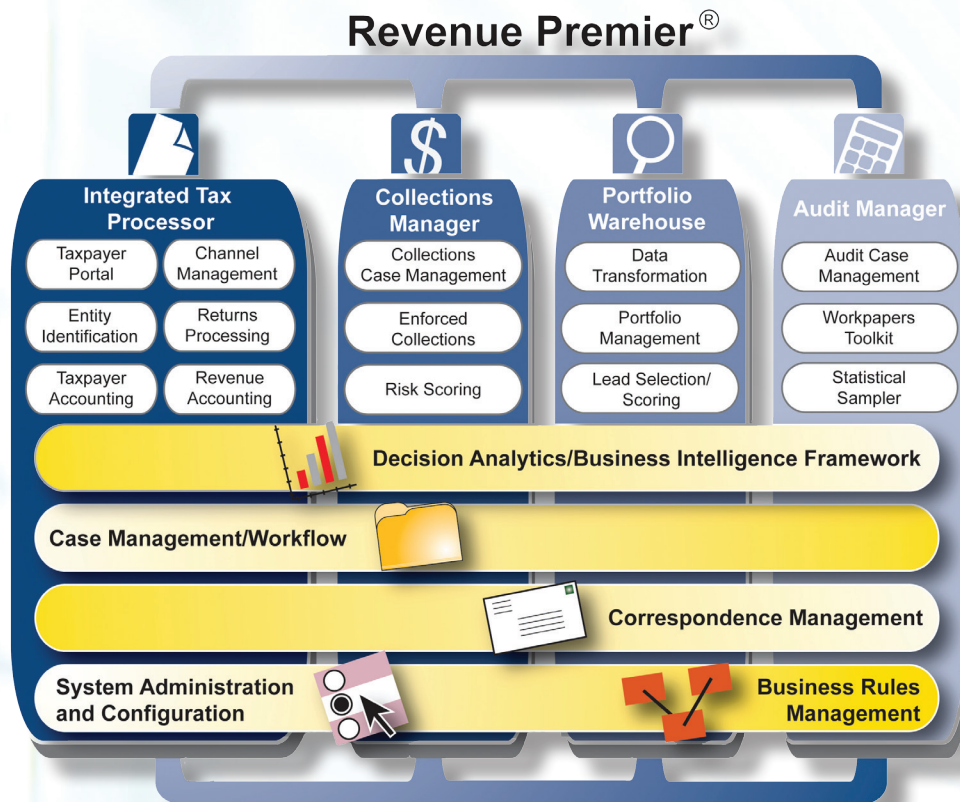 Revenue Premier®
Integrated Tax
Processor
Taxpayer
Portal
Channel
Management
Entity
Identification
Returns
Processing
Taxpayer
Accounting
Revenue
Accounting
$
Collections
Manager
Collections
Case Management
Enforced
Collections
Risk Scoring
Portfolio
Warehouse
Data
Transformation
Portfolio
Management
Lead Selection/
Scoring
Audit Manager
Audit Case
Management
Workpapers
Toolkit
Statistical
Sampler
Decision Analytics/Business Intelligence Framework
Case Management/Workflow
Correspondence Management
System Administration
and Configuration
Business Rules
Management